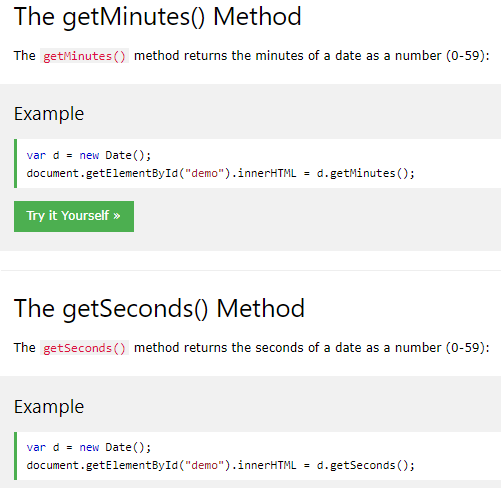 The getMinutes() Method
The getMinutes() method returns the minutes of a date as a number (0-59):
Example
var d = new Date();
document.getElementById("demo").innerHTML = d.getMinutes();
Try it Yourself »
The getSeconds() Method
The getSeconds() method returns the seconds of a date as a number (0-59):
Example
var d = new Date();
document.getElementById("demo").innerHTML = d.getSeconds();